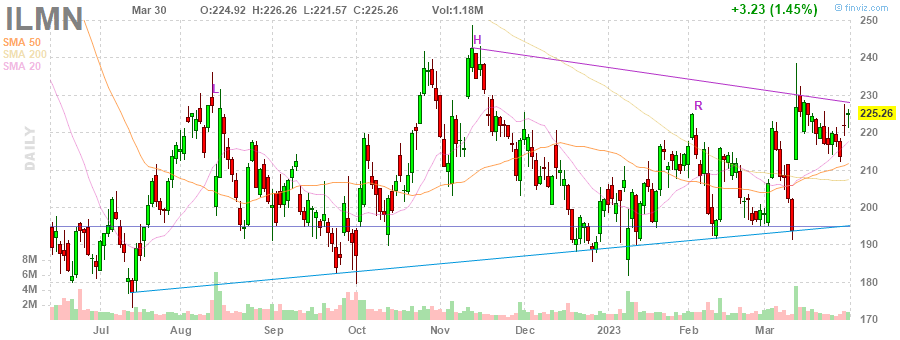 ILMN Mar 30 O:224.92 H:226.26 L:221.57 C:225.26 Vol:1.18M +3.23 (1.45%) @ finviz.com
SMA 50
SMA 200
SMA 20
DAILY
L
H
R
250
240
230
225.26
220
210
200
190
180
170
8M
6M
4M
2M
Jul Aug Sep Oct Nov Dec 2023 Feb Mar